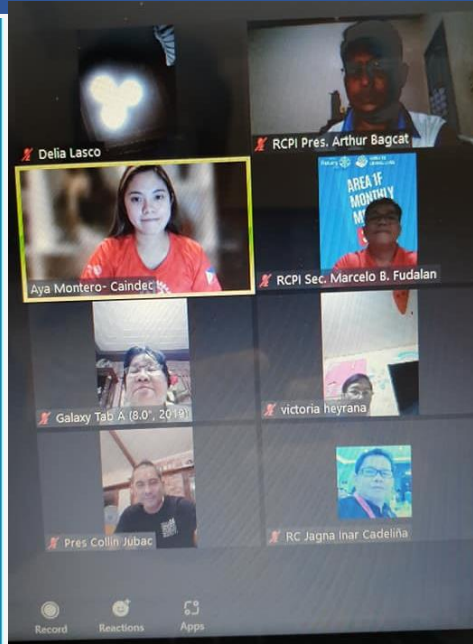 Delia Lasco
RCPI Pres. Arthur Bagcat
Rotary
AREA 1F
MONTHLY
Aya Montero- Caindec
RCPI Sec. Marcelo B. Fudalan
Galaxy Tab A (8.0", 2019)
victoria heyrana
Pres Collin Jubac
RC Jagna Inar Cadeliña
Record
Reactions
Apps